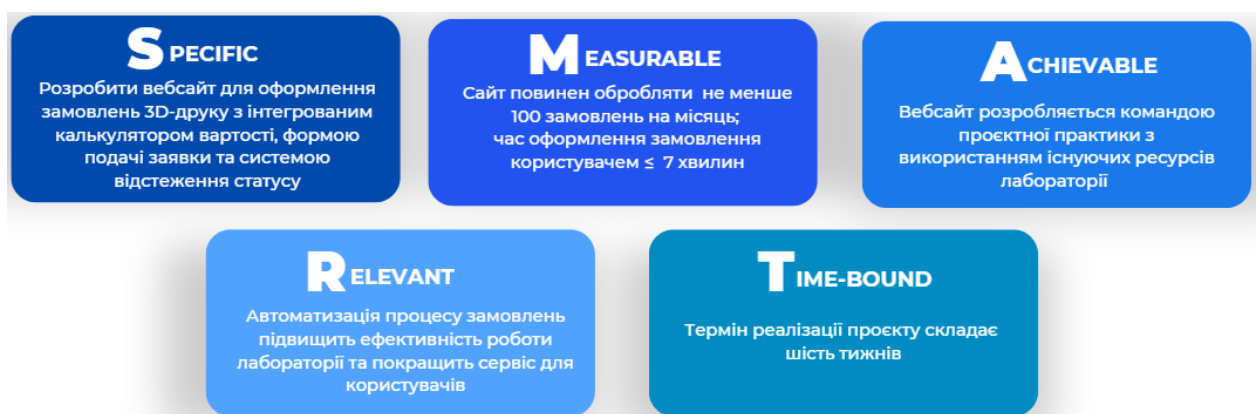 SPECIFIC
Розробити вебсайт для оформлення
замовлень 3D-друку з інтегрованим
калькулятором вартості, формою
подачі заявки та системою
відстеження статусу
MEASURABLE
Сайт повинен обробляти не менше
100 замовлень на місяць;
час оформлення замовлення
користувачем ≤ 7 хвилин
ACHIEVABLE
Вебсайт розробляється командою
проєктної практики з
використанням існуючих ресурсів
лабораторії
RELEVANT
Автоматизація процесу замовлень
підвищить ефективність роботи
лабораторії та покращить сервіс для
користувачів
TIME-BOUND
Термін реалізації проєкту складає
шість тижнів